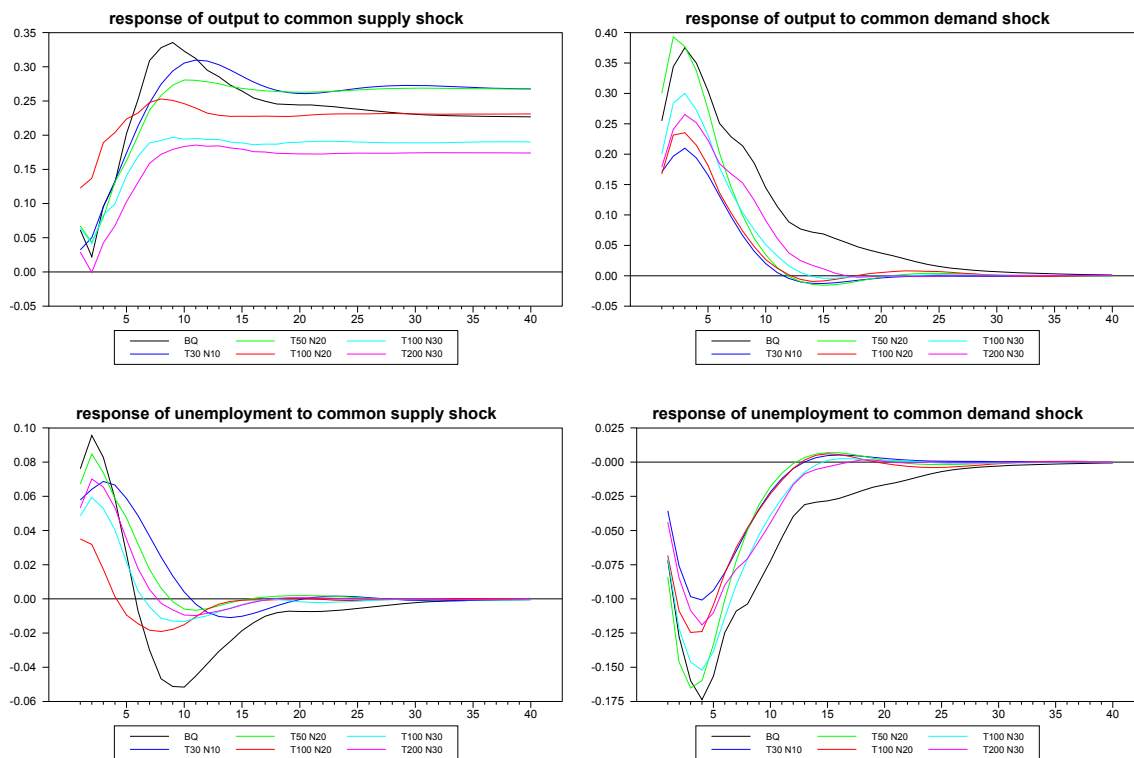 response of output to common supply shock
0.35
0.30
0.25
0.20
0.15
0.10
0.05
0.00
-0.05
5 10 15 20 25 30 35 40
BQ T50 N20 T100 N30
T30 N10 T100 N20 T200 N30
response of output to common demand shock
0.40
0.35
0.30
0.25
0.20
0.15
0.10
0.05
-0.00
-0.05
5 10 15 20 25 30 35 40
BQ T50 N20 T100 N30
T30 N10 T100 N20 T200 N30
response of unemployment to common supply shock
0.10
0.08
0.06
0.04
0.02
0.00
-0.02
-0.04
-0.06
5 10 15 20 25 30 35 40
BQ T50 N20 T100 N30
T30 N10 T100 N20 T200 N30
response of unemployment to common demand shock
0.025
-0.000
-0.025
-0.050
-0.075
-0.100
-0.125
-0.150
-0.175
5 10 15 20 25 30 35 40
BQ T50 N20 T100 N30
T30 N10 T100 N20 T200 N30